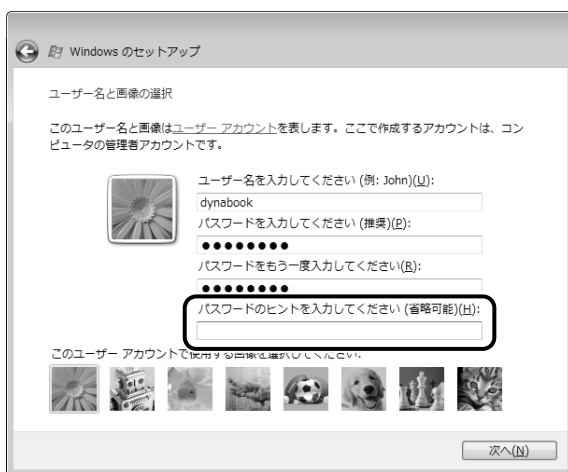 Windows のセットアップ
ユーザー名と画像の選択
このユーザー名と画像はユーザー アカウントを表します。ここで作成するアカウントは、コン
ピュータの管理者アカウントです。
ユーザー名を入力してください (例: John)(U):
dynabook
パスワードを入力してください (推奨)(P):
●●●●●●●●
パスワードをもう一度入力してください(R):
●●●●●●●●
パスワードのヒントを入力してください (省略可能)(H):
このユーザー アカウントで使用する画像を選択してください:
次へ(N)